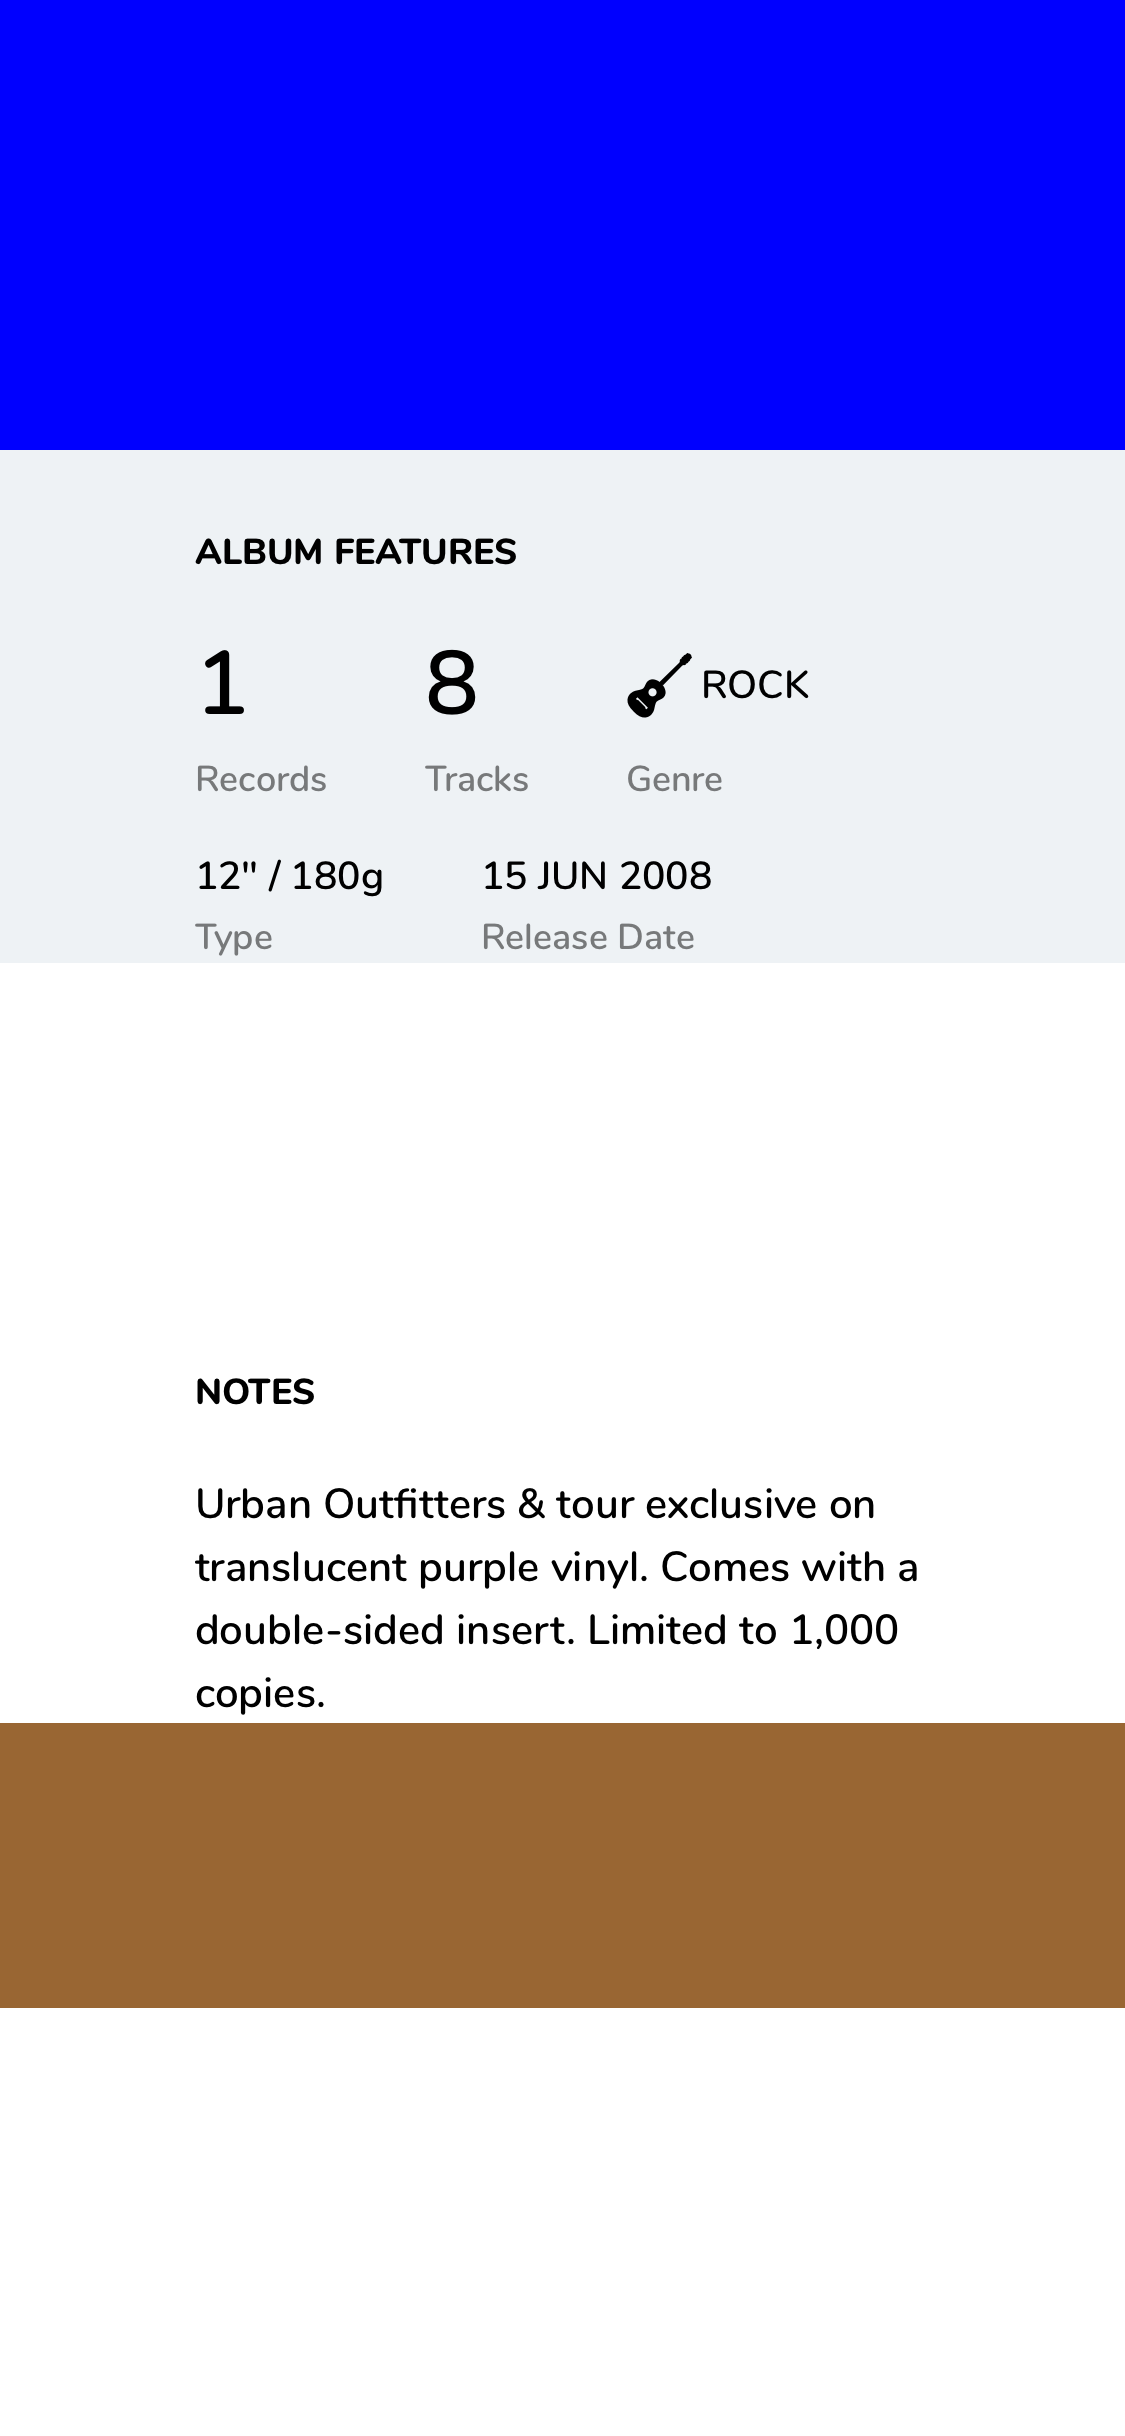 ALBUM FEATURES
1 8 ROCK
Records Tracks Genre
12" / 180g 15 JUN 2008
Type Release Date
NOTES
Urban Outfitters & tour exclusive on
translucent purple vinyl. Comes with a
double-sided insert. Limited to 1,000
copies.